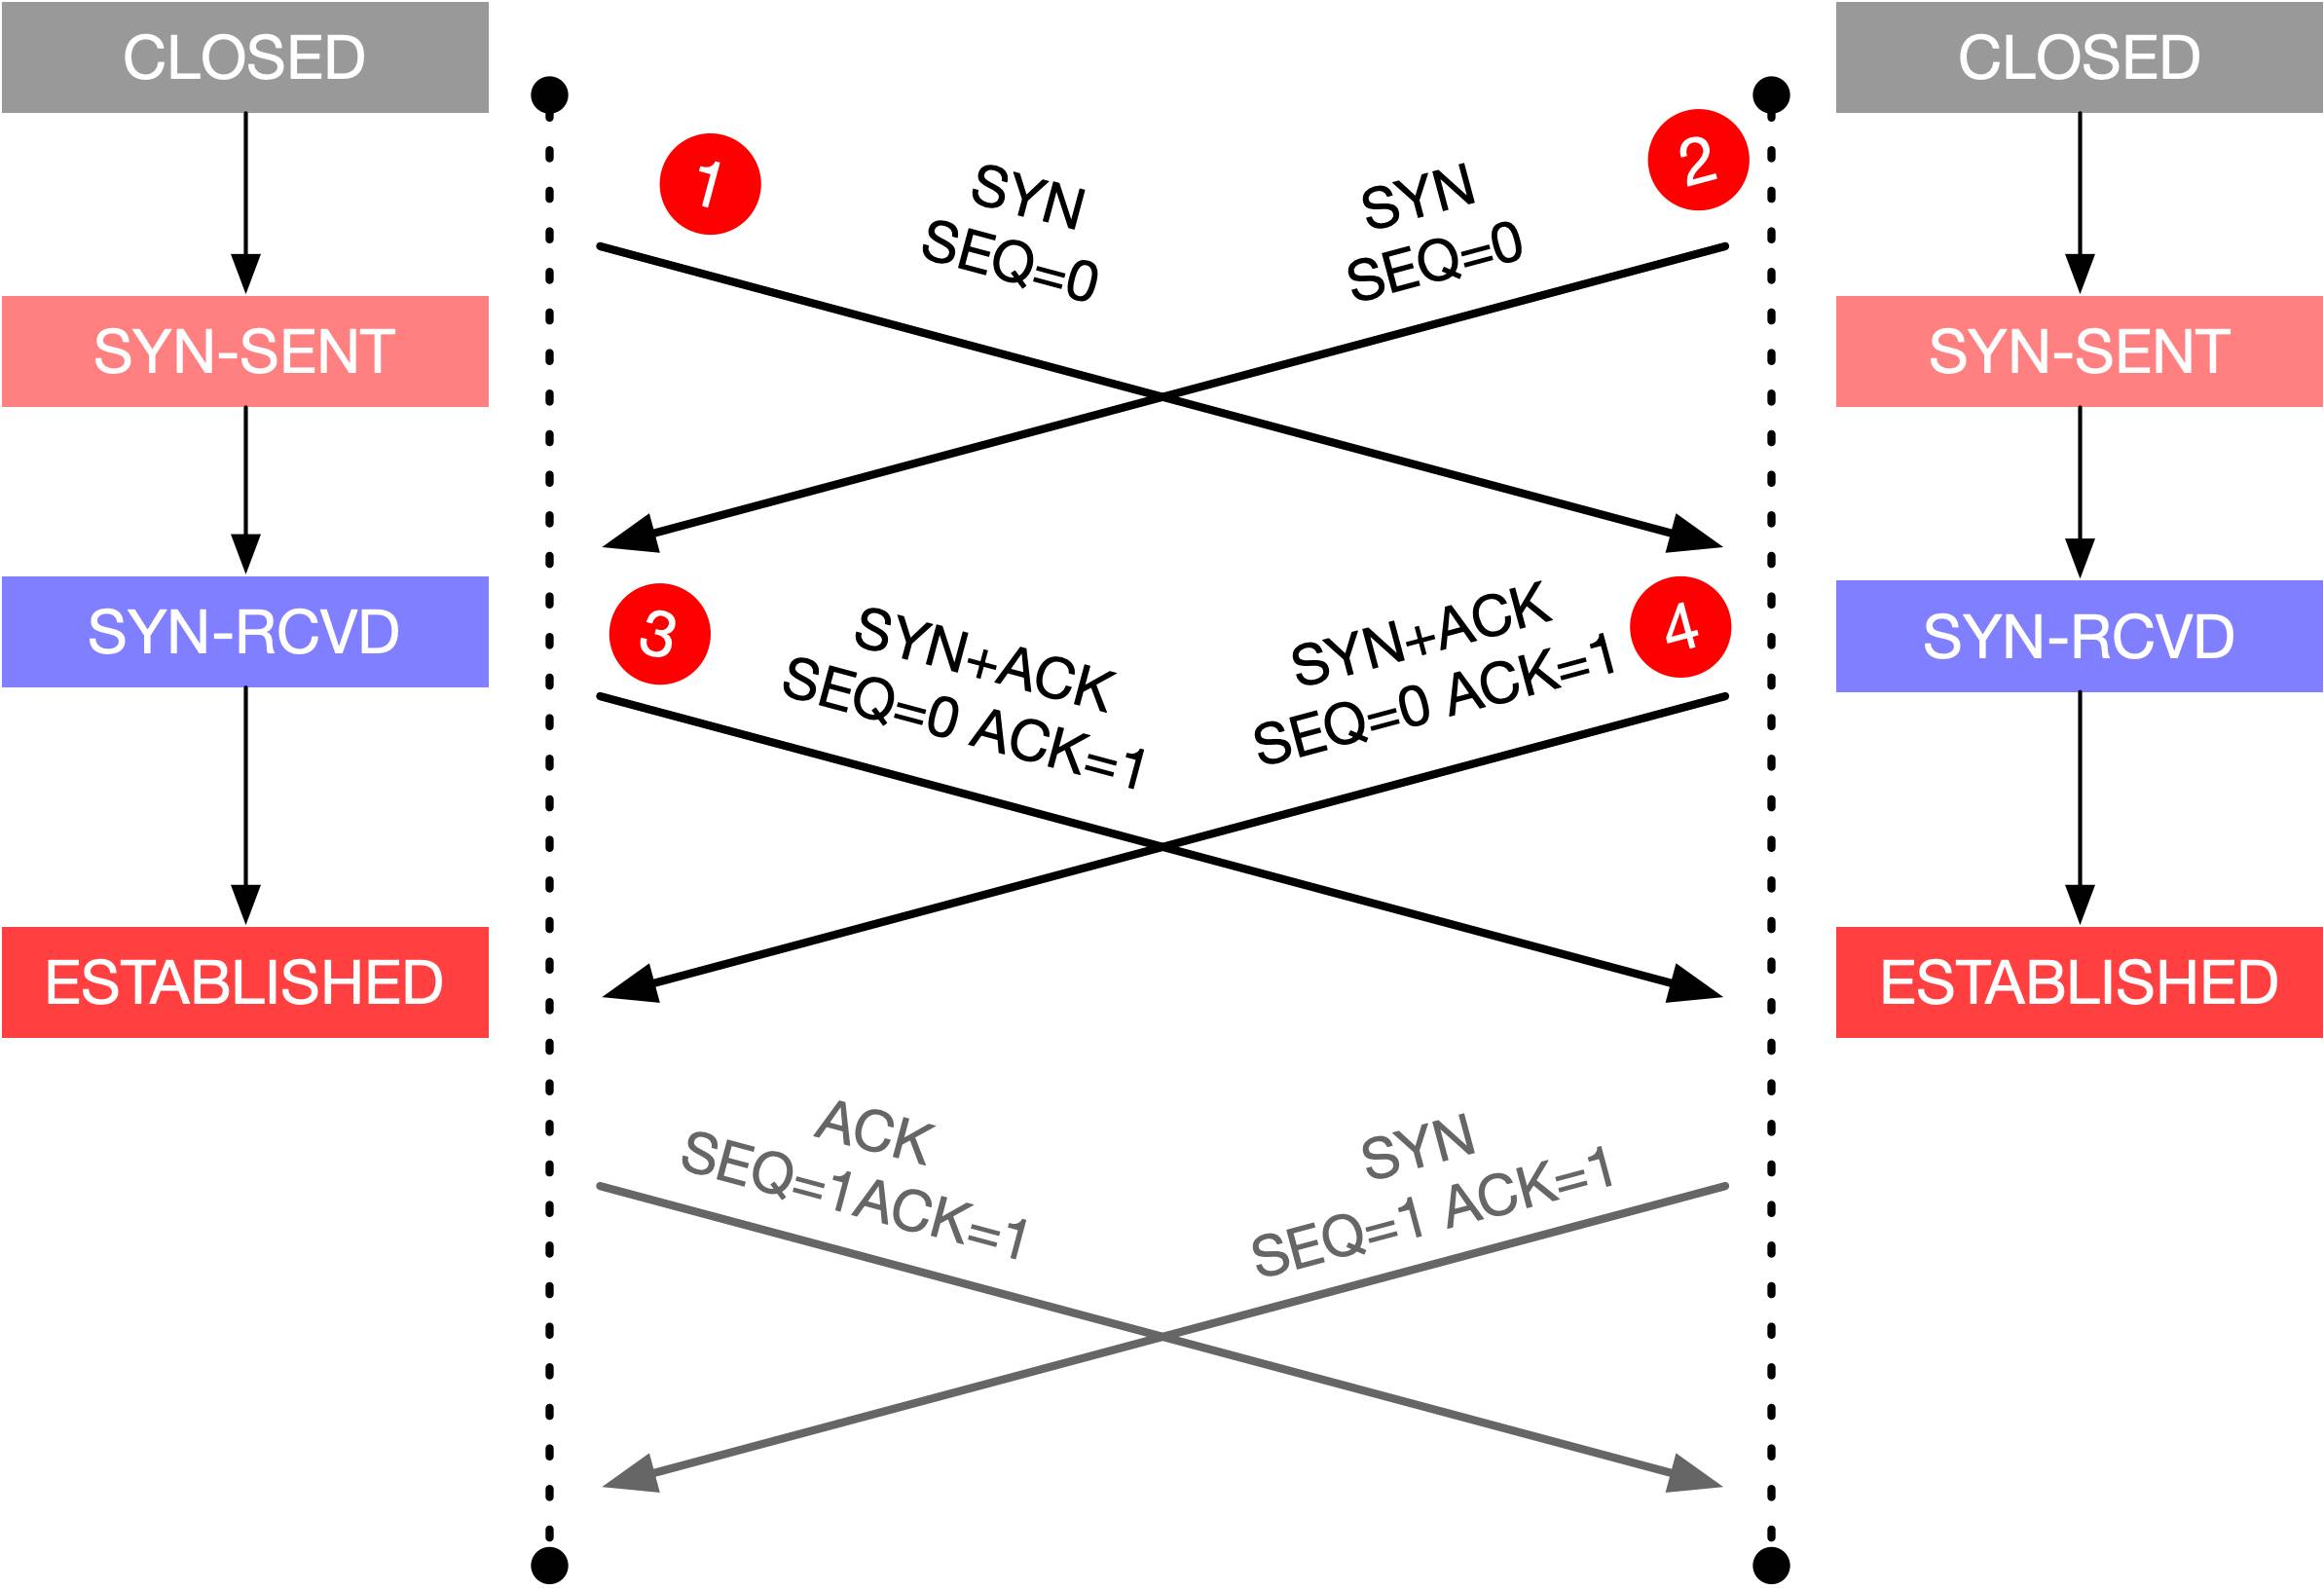 CLOSED
CLOSED
1
SYN
SEQ=0
SYN
SEQ=0
2
SYN-SENT
SYN-SENT
SYN-RCVD
3
SYN+ACK
SEQ=0 ACK=1
SYN+ACK
SEQ=0 ACK=1
4
SYN-RCVD
ESTABLISHED
ESTABLISHED
ACK
SEQ=1 ACK=1
SYN
SEQ=1 ACK=1